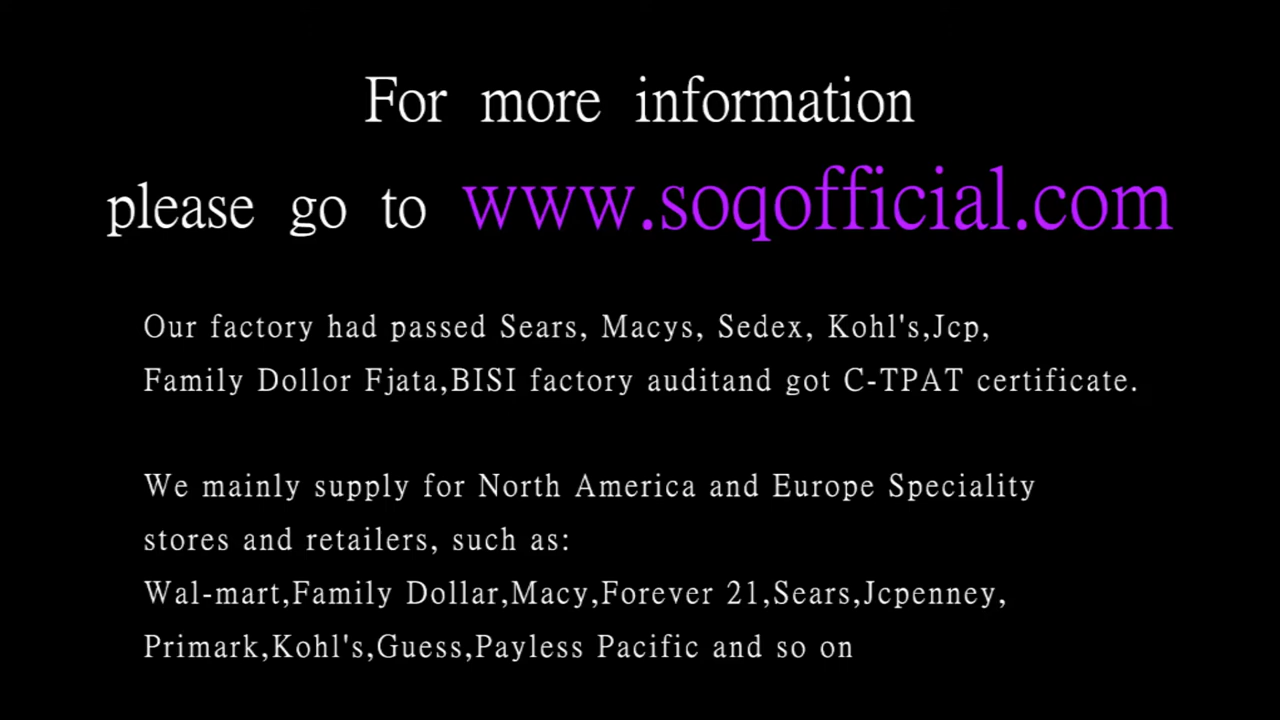 For more information
please go to www.soqofficial.com
Our factory had passed Sears, Macys, Sedex, Kohl's,Jcp,
Family Dollor Fjata,BISI factory auditand got C-TPAT certificate.
We mainly supply for North America and Europe Speciality
stores and retailers, such as:
Wal-mart,Family Dollar,Macy,Forever 21,Sears,Jcpenney,
Primark,Kohl's,Guess,Payless Pacific and so on